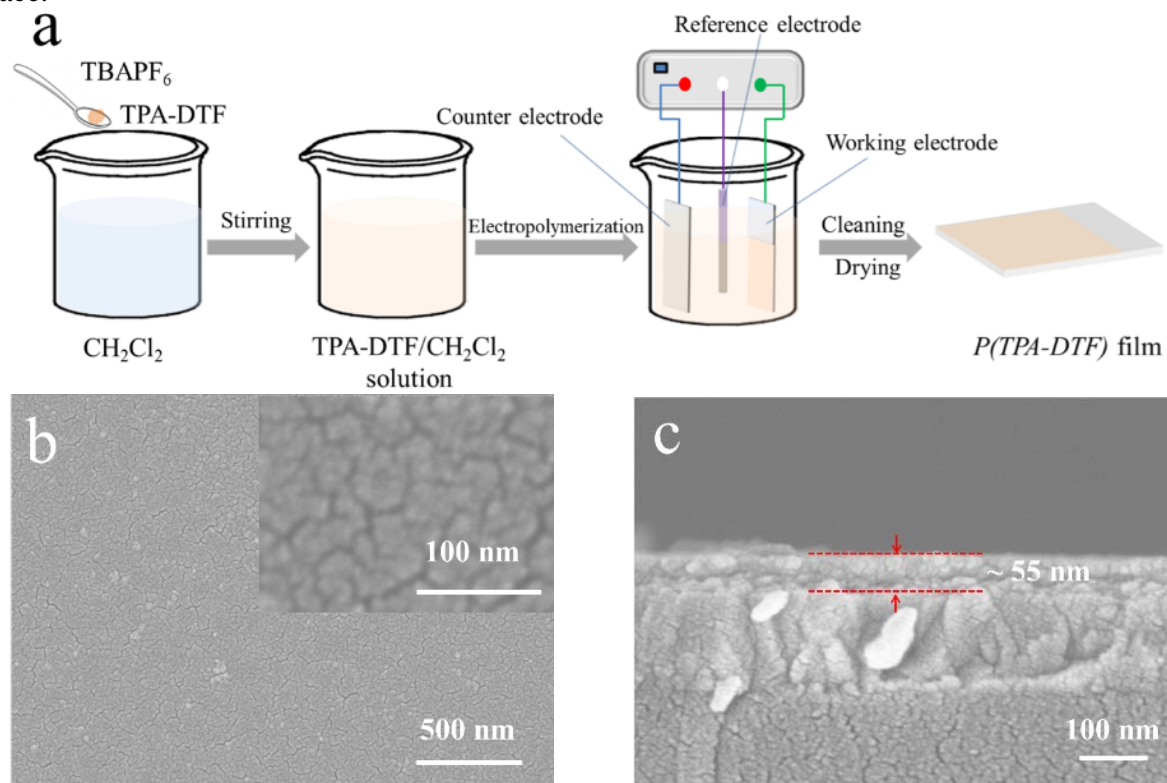 a
Reference electrode
TBAPF₆
TPA-DTF
Counter electrode
Working electrode
Stirring
Electropolymerization
Cleaning
Drying
CH₂Cl₂
TPA-DTF/CH₂Cl₂
solution
P(TPA-DTF) film
b
100 nm
500 nm
c
~ 55 nm
100 nm